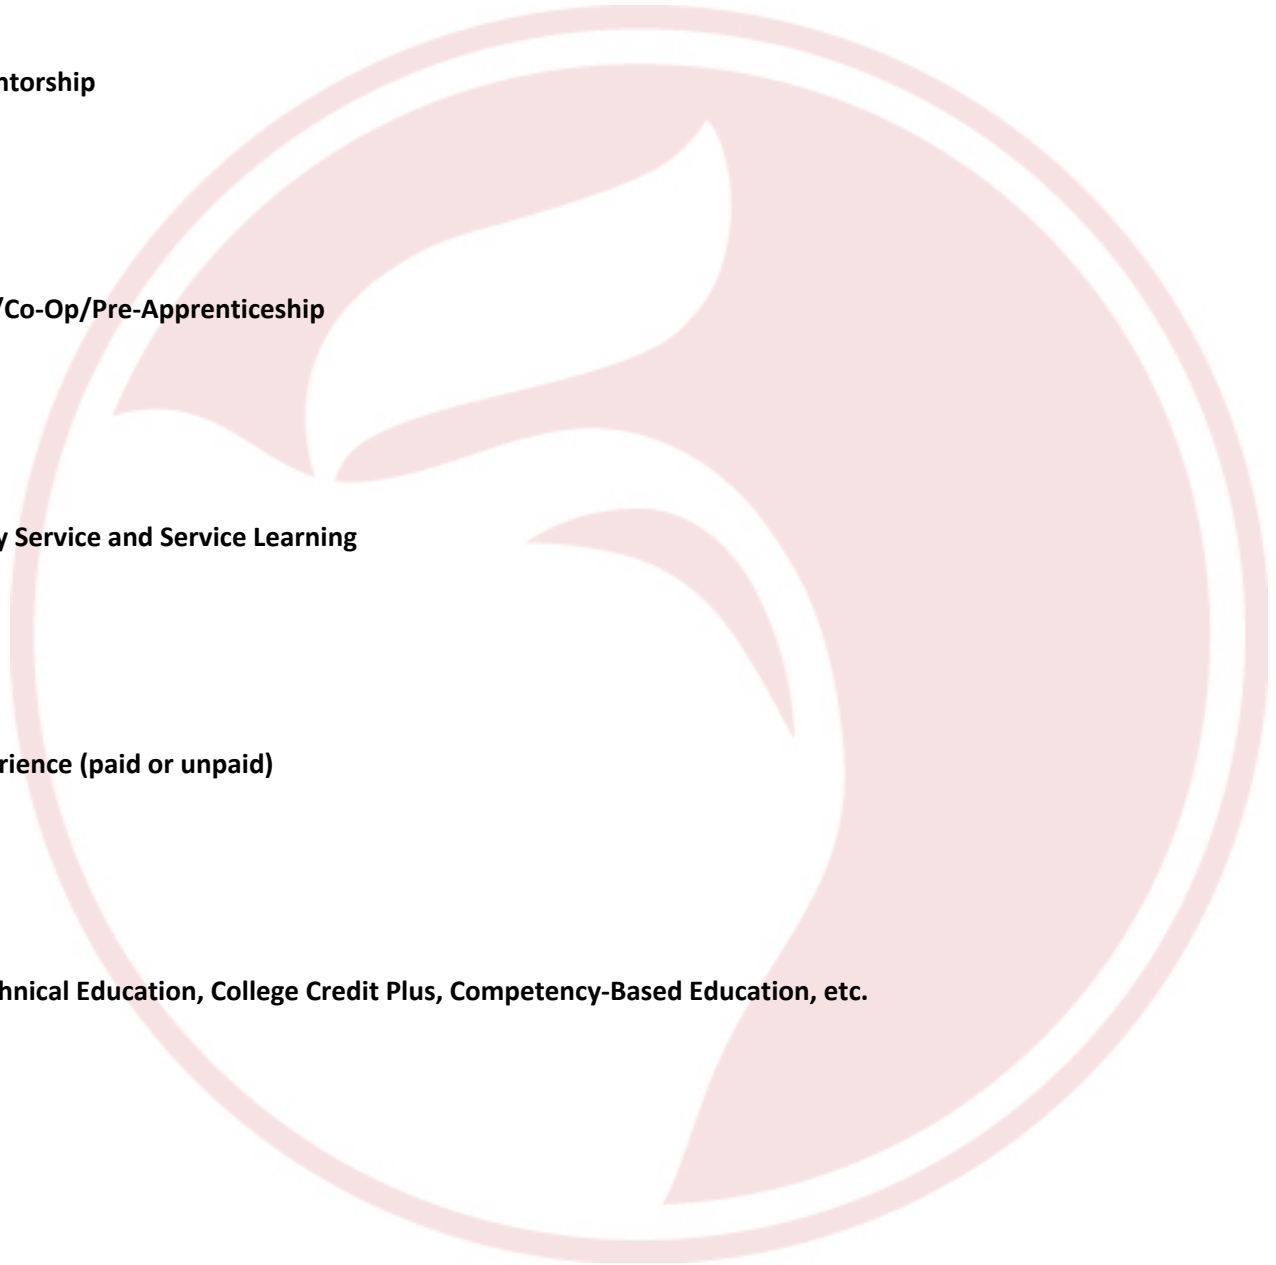 ntorship
/Co-Op/Pre-Apprenticeship
y Service and Service Learning
rience (paid or unpaid)
hnical Education, College Credit Plus, Competency-Based Education, etc.